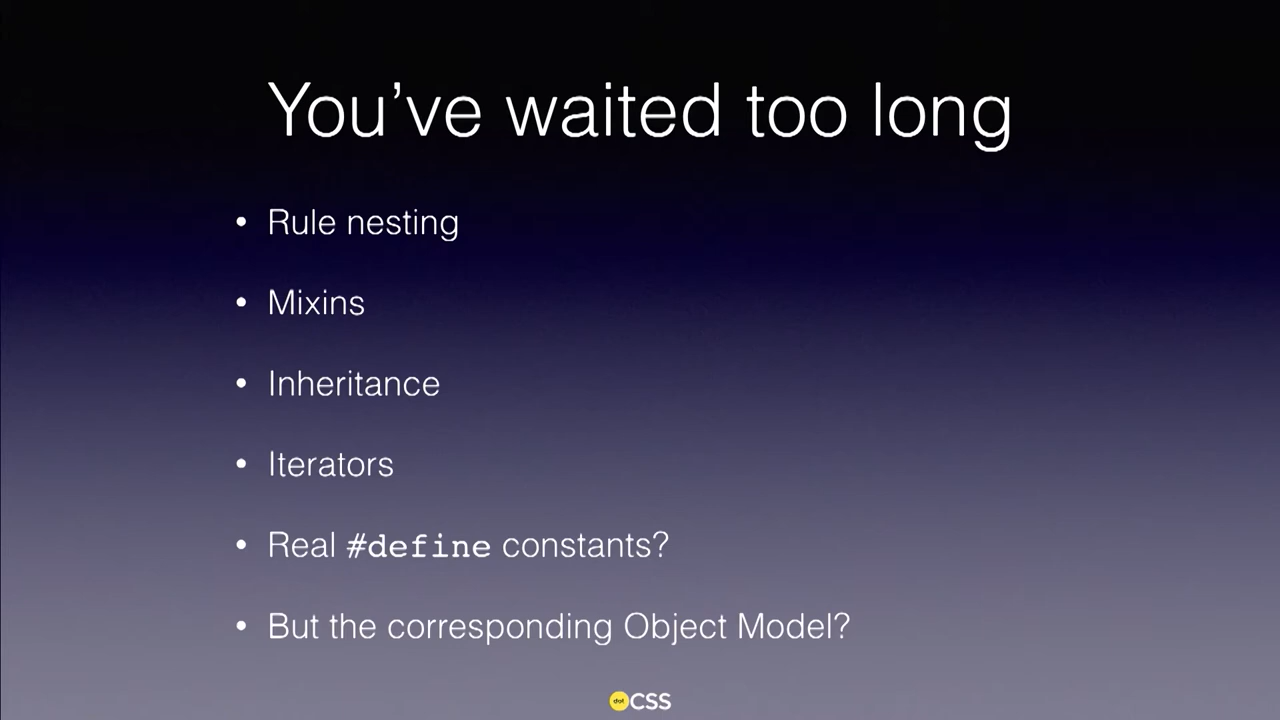 You’ve waited too long
• Rule nesting
• Mixins
• Inheritance
• Iterators
• Real #define constants?
• But the corresponding Object Model?
dot CSS